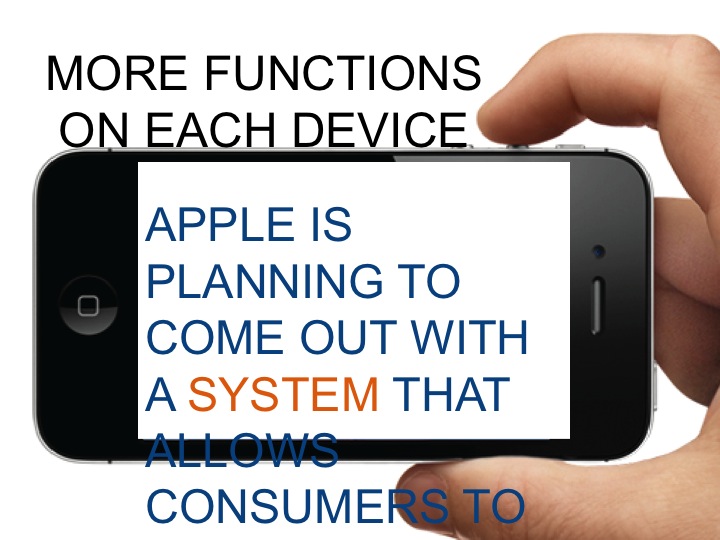 MORE FUNCTIONS
ON EACH DEVICE
APPLE IS
PLANNING TO
COME OUT WITH
A SYSTEM THAT
ALLOWS
CONSUMERS TO